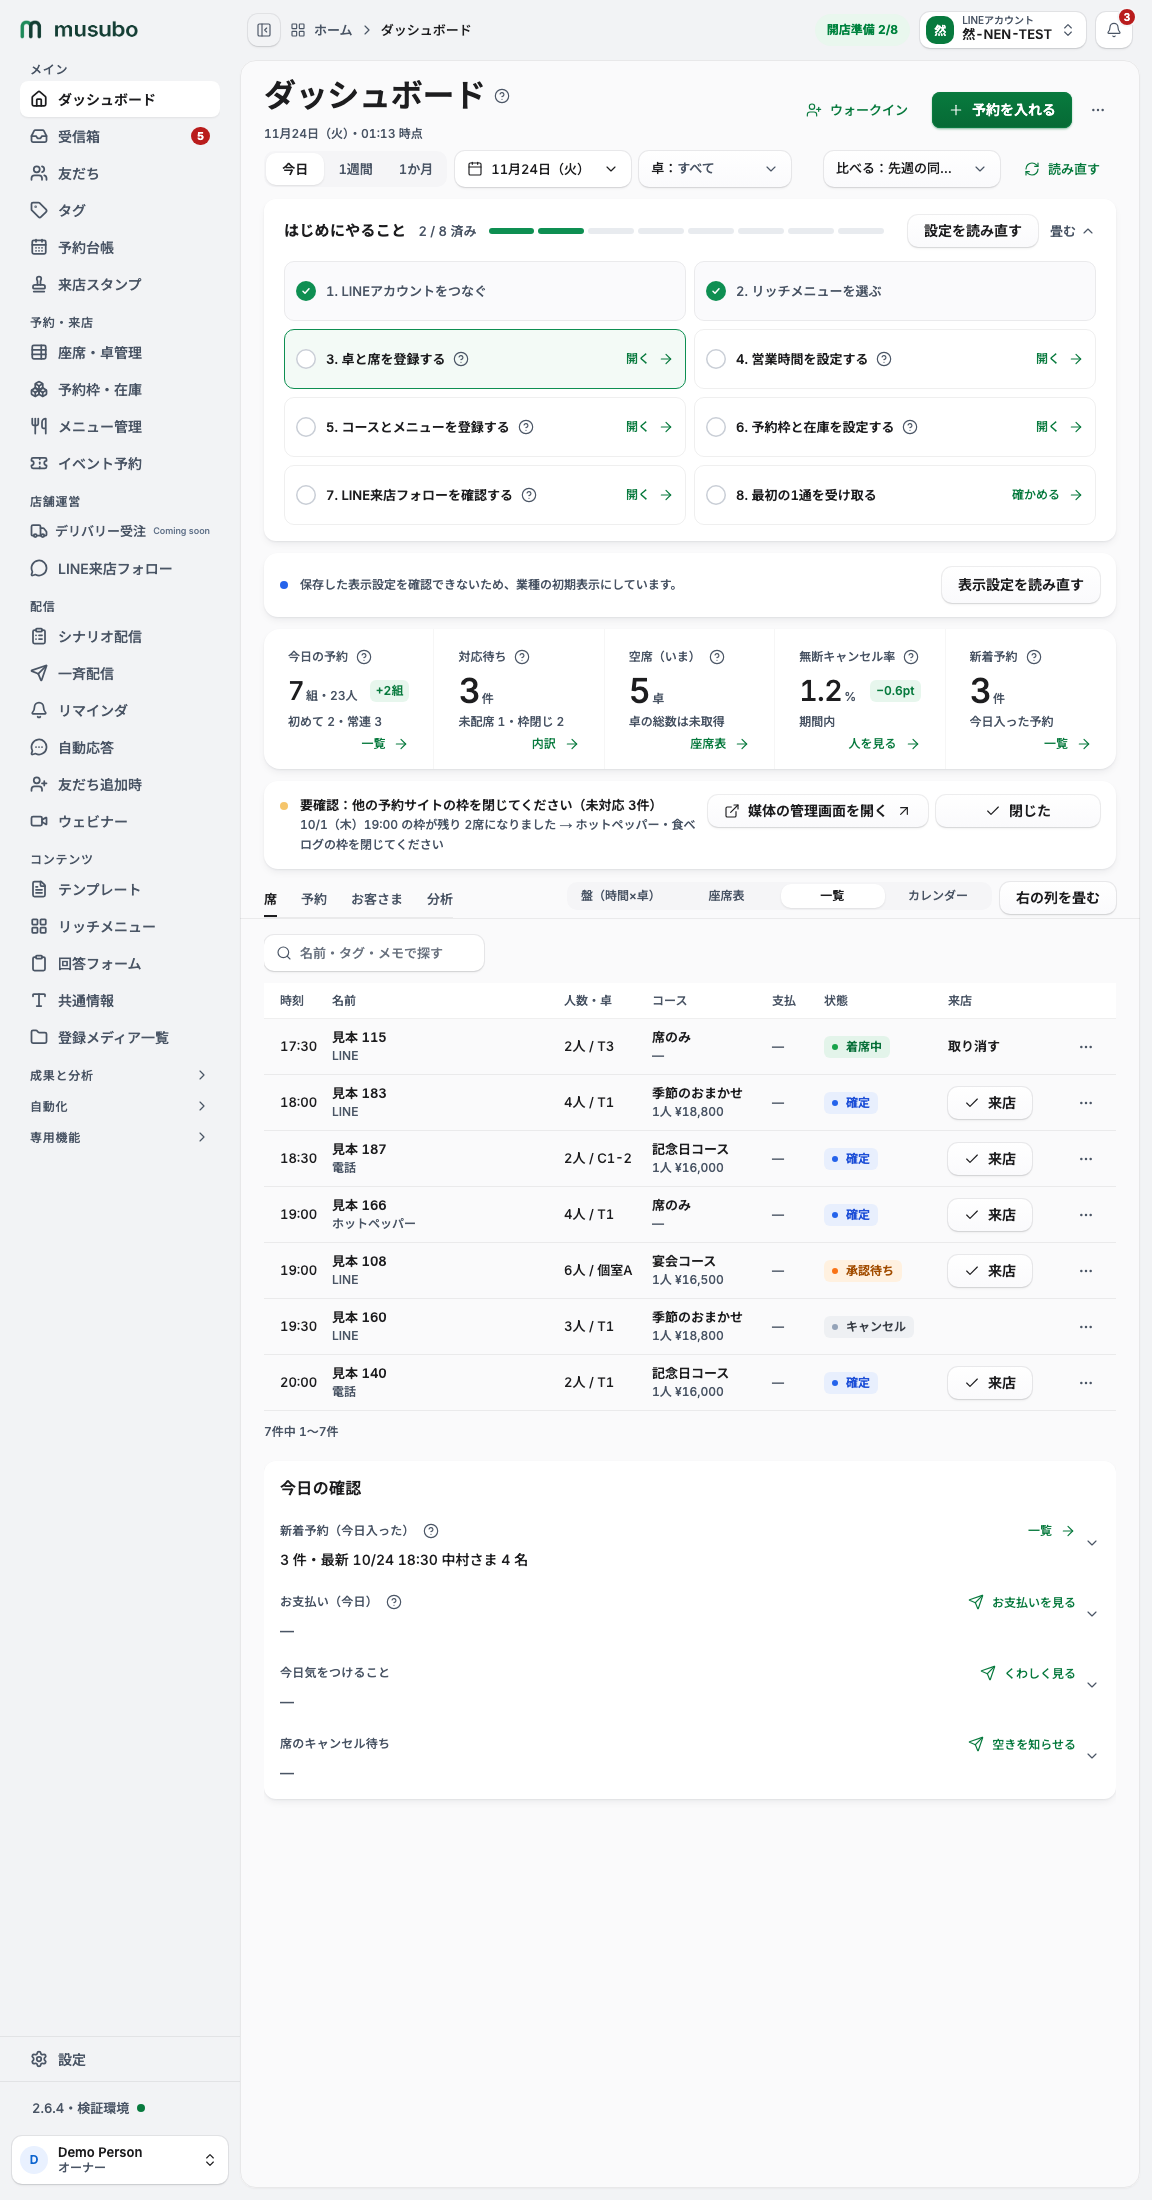 musubo
メイン
ダッシュボード
受信箱 5
友だち
タグ
予約台帳
来店スタンプ
予約・来店
座席・卓管理
予約枠・在庫
メニュー管理
イベント予約
店舗運営
デリバリー受注 Coming soon
LINE来店フォロー
配信
シナリオ配信
一斉配信
リマインダ
自動応答
友だち追加時
ウェビナー
コンテンツ
テンプレート
リッチメニュー
回答フォーム
共通情報
登録メディア一覧
成果と分析
自動化
専用機能
設定
2.6.4・検証環境
D
Demo Person
オーナー
ホーム ダッシュボード
開店準備 2/8
然
LINEアカウント
然-NEN-TEST
3
ダッシュボード
11月24日（火）・01:13 時点
ウォークイン
予約を入れる
今日 1週間 1か月
11月24日（火）
卓：すべて
比べる：先週の同...
読み直す
はじめにやること 2 / 8 済み
設定を読み直す
畳む
1. LINEアカウントをつなぐ
2. リッチメニューを選ぶ
3. 卓と席を登録する 開く
4. 営業時間を設定する 開く
5. コースとメニューを登録する 開く
6. 予約枠と在庫を設定する 開く
7. LINE来店フォローを確認する 開く
8. 最初の1通を受け取る 確かめる
保存した表示設定を確認できないため、業種の初期表示にしています。
表示設定を読み直す
今日の予約
7 組・23人 +2組
初めて 2・常連 3
一覧
対応待ち
3 件
未配席 1・枠閉じ 2
内訳
空席（いま）
5 卓
卓の総数は未取得
座席表
無断キャンセル率
1.2 % −0.6pt
期間内
人を見る
新着予約
3 件
今日入った予約
一覧
要確認：他の予約サイトの枠を閉じてください（未対応 3件）
10/1（木）19:00 の枠が残り 2席になりました → ホットペッパー・食べ
ログの枠を閉じてください
媒体の管理画面を開く
閉じた
席 予約 お客さま 分析
盤（時間×卓） 座席表 一覧 カレンダー
右の列を畳む
名前・タグ・メモで探す
時刻 名前 人数・卓 コース 支払 状態 来店
17:30 見本 115 2人 / T3 席のみ — 着席中 取り消す
LINE —
18:00 見本 183 4人 / T1 季節のおまかせ — 確定 来店
LINE 1人 ¥18,800
18:30 見本 187 2人 / C1-2 記念日コース — 確定 来店
電話 1人 ¥16,000
19:00 見本 166 4人 / T1 席のみ — 確定 来店
ホットペッパー —
19:00 見本 108 6人 / 個室A 宴会コース — 承認待ち 来店
LINE 1人 ¥16,500
19:30 見本 160 3人 / T1 季節のおまかせ — キャンセル
LINE 1人 ¥18,800
20:00 見本 140 2人 / T1 記念日コース — 確定 来店
電話 1人 ¥16,000
7件中 1〜7件
今日の確認
新着予約（今日入った） 一覧
3 件・最新 10/24 18:30 中村さま 4 名
お支払い（今日） お支払いを見る
—
今日気をつけること くわしく見る
—
席のキャンセル待ち 空きを知らせる
—